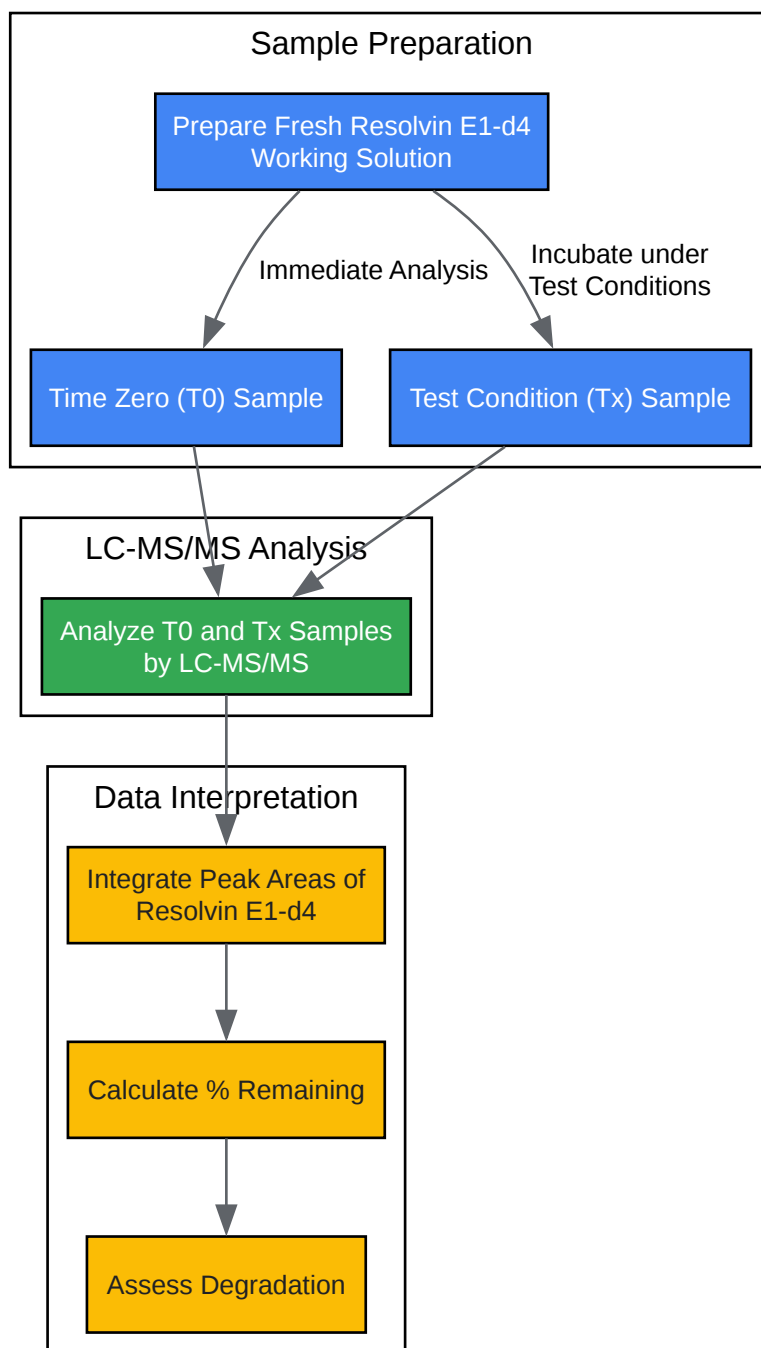 Sample Preparation
Prepare Fresh Resolvin E1-d4
Working Solution
Immediate Analysis
Incubate under
Test Conditions
Time Zero (T0) Sample
Test Condition (Tx) Sample
LC-MS/MS Analysis
Analyze T0 and Tx Samples
by LC-MS/MS
Data Interpretation
Integrate Peak Areas of
Resolvin E1-d4
Calculate % Remaining
Assess Degradation